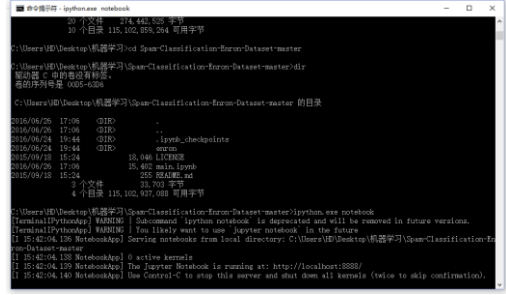 命令提示符 - ipython.exe notebook
20 个文件 274,442,525 字节
10 个目录 115,102,859,264 可用字节
C:\Users\HD\Desktop\机器学习>cd Spam-Classification-Enron-Dataset-master
C:\Users\HD\Desktop\机器学习\Spam-Classification-Enron-Dataset-master>dir
驱动器 C 中的卷没有标签。
卷的序列号是 00D5-63D6
C:\Users\HD\Desktop\机器学习\Spam-Classification-Enron-Dataset-master 的目录
2016/06/26 17:06 <DIR> .
2016/06/26 17:06 <DIR> ..
2016/06/24 19:44 <DIR> .ipynb_checkpoints
2016/06/24 19:44 <DIR> enron
2015/09/18 15:24 18,046 LICENSE
2016/06/26 17:06 15,402 main.ipynb
2015/09/18 15:24 255 README.md
3 个文件 33,703 字节
4 个目录 115,102,937,088 可用字节
C:\Users\HD\Desktop\机器学习\Spam-Classification-Enron-Dataset-master>ipython.exe notebook
[TerminalIPythonApp] WARNING | Subcommand `ipython notebook` is deprecated and will be removed in future versions.
[TerminalIPythonApp] WARNING | You likely want to use `jupyter notebook` in the future
[I 15:42:04.136 NotebookApp] Serving notebooks from local directory: C:\Users\HD\Desktop\机器学习\Spam-Classification-En
ron-Dataset-master
[I 15:42:04.138 NotebookApp] 0 active kernels
[I 15:42:04.139 NotebookApp] The Jupyter Notebook is running at: http://localhost:8888/
[I 15:42:04.140 NotebookApp] Use Control-C to stop this server and shut down all kernels (twice to skip confirmation).